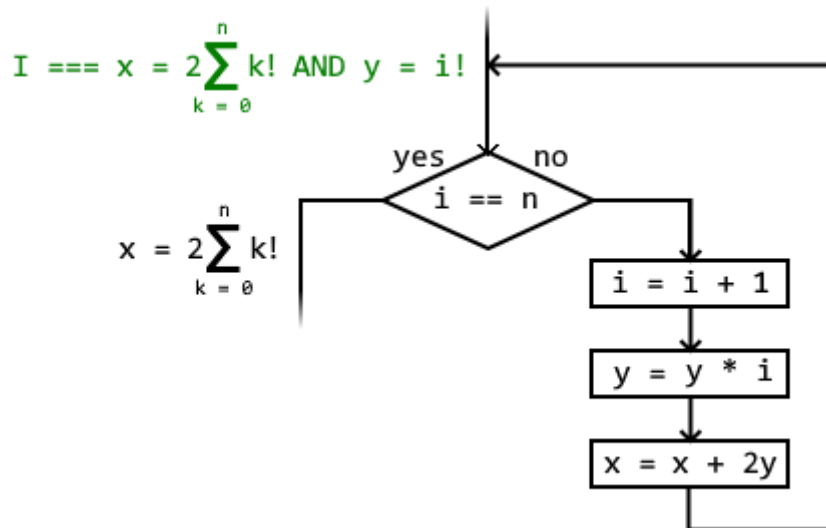 n
I === x = 2∑k! AND y = i!
k = 0
yes
no
i == n
n
x = 2∑k!
k = 0
i = i + 1
y = y * i
x = x + 2y